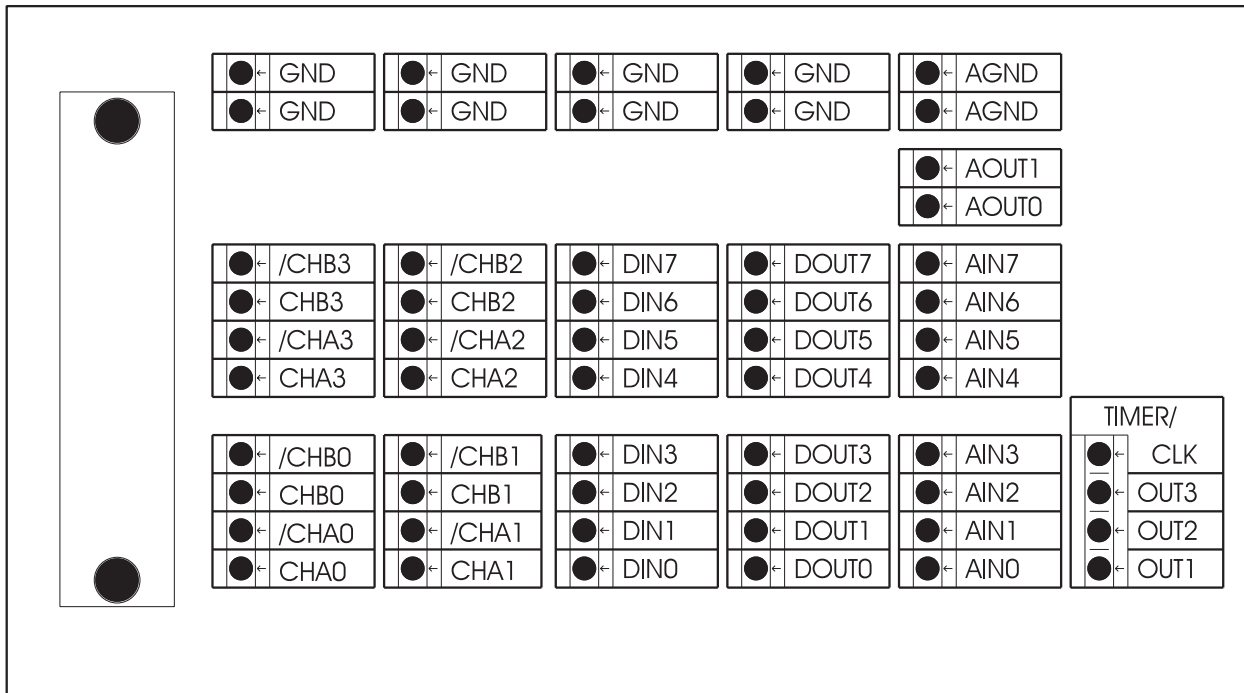 GND GND GND GND AGND
GND GND GND GND AGND
AOUT1
AOUT0
/CHB3 /CHB2 DIN7 DOUT7 AIN7
CHB3 CHB2 DIN6 DOUT6 AIN6
/CHA3 /CHA2 DIN5 DOUT5 AIN5
CHA3 CHA2 DIN4 DOUT4 AIN4
TIMER/
/CHB0 /CHB1 DIN3 DOUT3 AIN3 CLK
CHB0 CHB1 DIN2 DOUT2 AIN2 OUT3
/CHA0 /CHA1 DIN1 DOUT1 AIN1 OUT2
CHA0 CHA1 DIN0 DOUT0 AIN0 OUT1